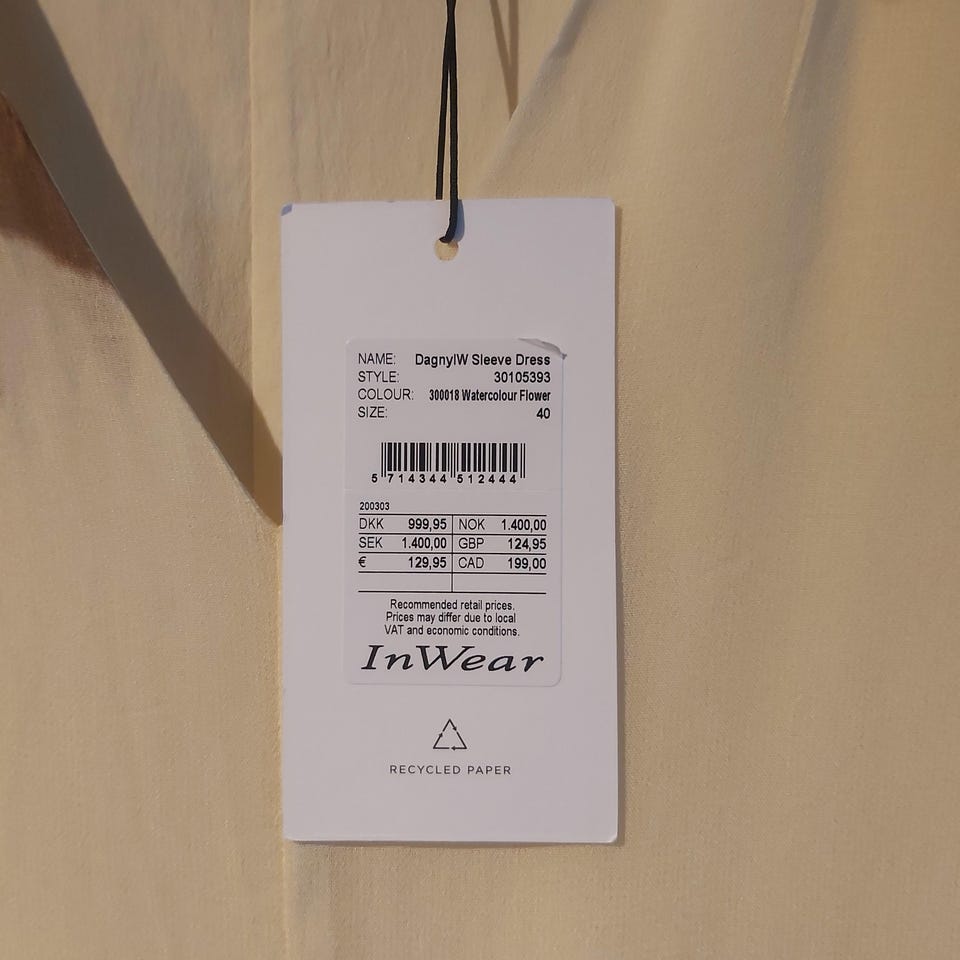 NAME: DagnyIW Sleeve Dress
STYLE: 30105393
COLOUR: 300018 Watercolour Flower
SIZE: 40
5 714344 512444
200303
DKK 999,95 NOK 1.400,00
SEK 1.400,00 GBP 124,95
€ 129,95 CAD 199,00
Recommended retail prices.
Prices may differ due to local
VAT and economic conditions.
InWear
RECYCLED PAPER